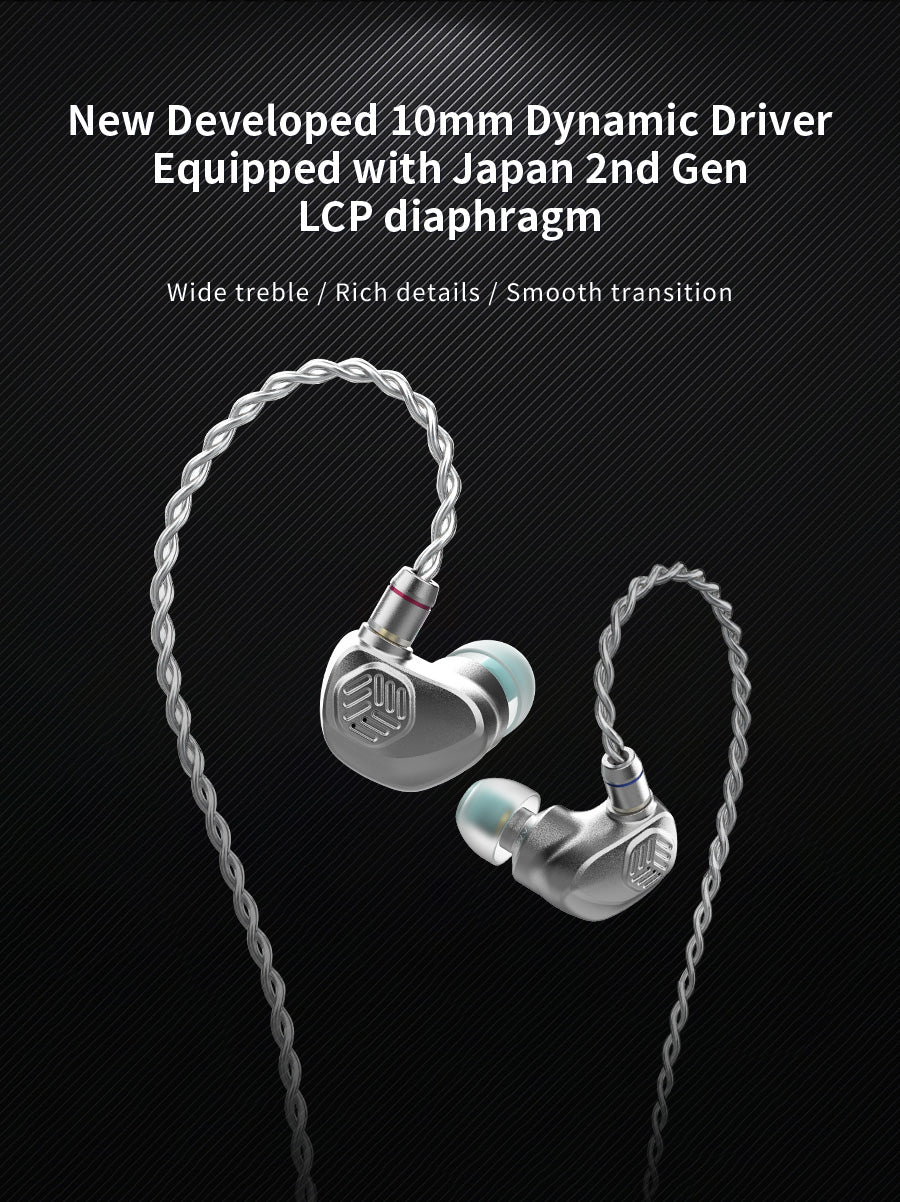 New Developed 10mm Dynamic Driver
Equipped with Japan 2nd Gen
LCP diaphragm
Wide treble / Rich details / Smooth transition